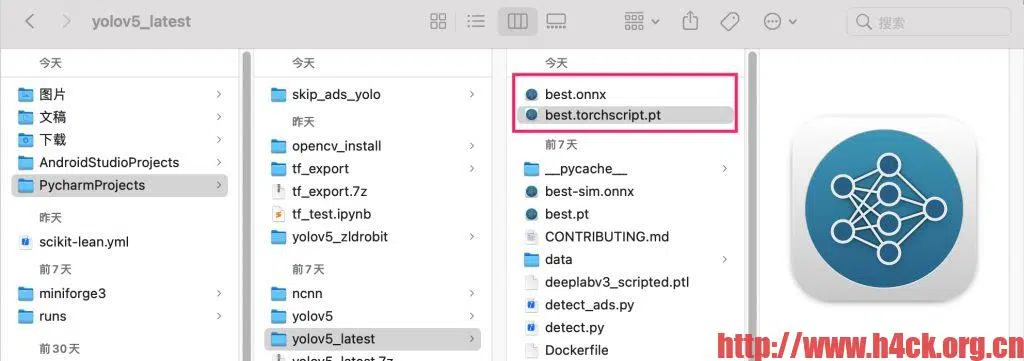 yolov5_latest
搜索
今天
图片
文稿
下载
AndroidStudioProjects
PycharmProjects
昨天
scikit-lean.yml
前7天
miniforge3
runs
前30天
今天
skip_ads_yolo
昨天
opencv_install
tf_export
tf_export.7z
tf_test.ipynb
yolov5_zldrobit
前7天
ncnn
yolov5
yolov5_latest
yolov5_latest.7z
今天
best.onnx
best.torchscript.pt
前7天
__pycache__
best-sim.onnx
best.pt
CONTRIBUTING.md
data
deeplabv3_scripted.ptl
detect_ads.py
detect.py
Dockerfile
http://www.h4ck.org.cn